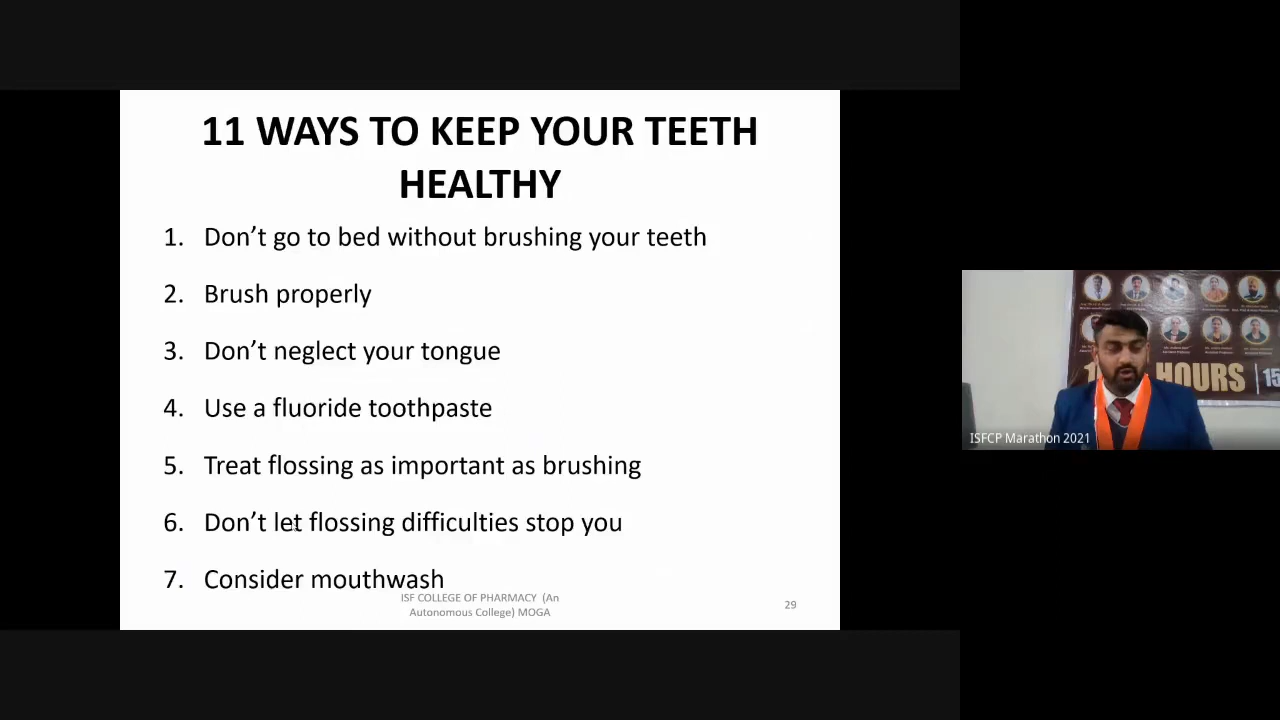 11 WAYS TO KEEP YOUR TEETH
HEALTHY
1. Don’t go to bed without brushing your teeth
2. Brush properly
3. Don’t neglect your tongue
4. Use a fluoride toothpaste
5. Treat flossing as important as brushing
6. Don’t let flossing difficulties stop you
7. Consider mouthwash
ISF COLLEGE OF PHARMACY (An
Autonomous College) MOGA
29
HOURS
15
ISFCP Marathon 2021